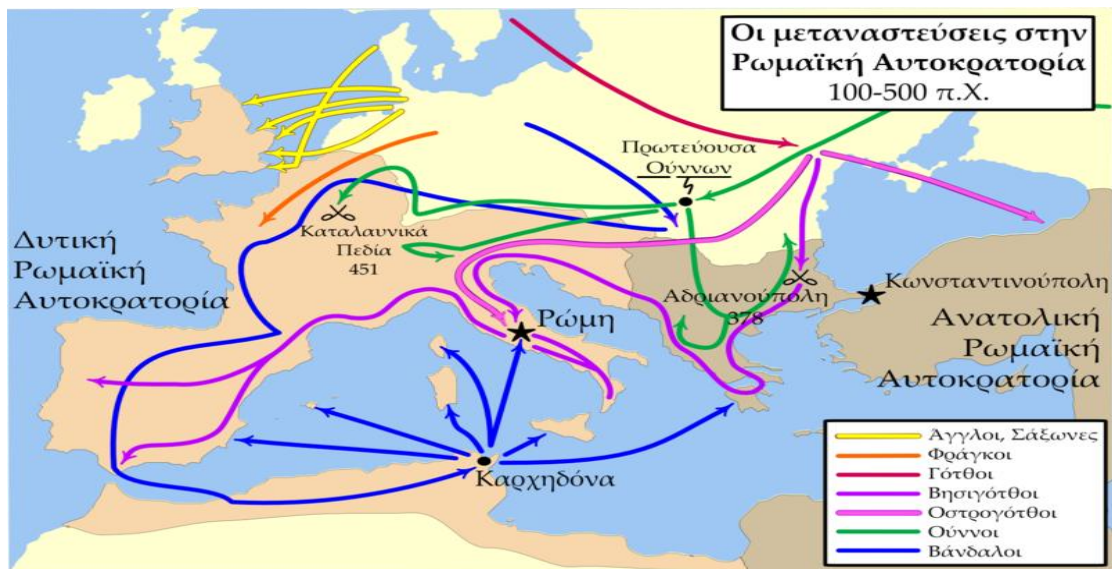 Οι μεταναστεύσεις στην
Ρωμαϊκή Αυτοκρατορία
100-500 π.Χ.
Πρωτεύουσα
Ούννων
Καταλαυνικά
Πεδία
451
Δυτική
Ρωμαϊκή
Αυτοκρατορία
Κωνσταντινούπολη
Αδριανούπολη
378
Ρώμη
Ανατολική
Ρωμαϊκή
Αυτοκρατορία
Καρχηδόνα
Άγγλοι, Σάξωνες
Φράγκοι
Γότθοι
Βησιγότθοι
Οστρογότθοι
Ούννοι
Βάνδαλοι